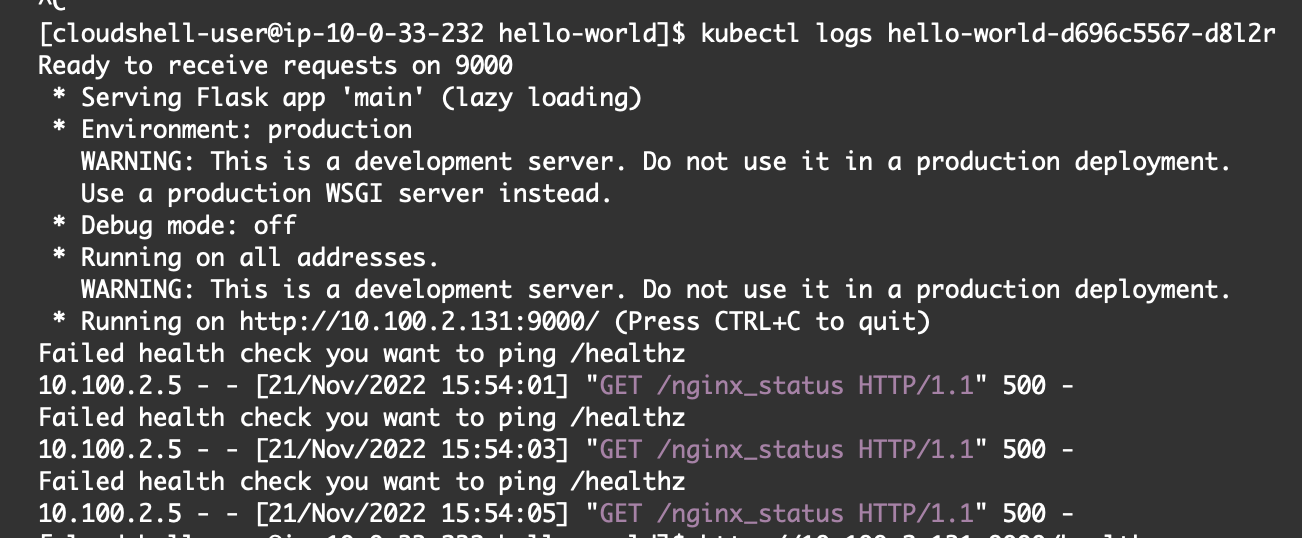 ^C
[cloudshell-user@ip-10-0-33-232 hello-world]$ kubectl logs hello-world-d696c5567-d8l2r
Ready to receive requests on 9000
 * Serving Flask app 'main' (lazy loading)
 * Environment: production
   WARNING: This is a development server. Do not use it in a production deployment.
   Use a production WSGI server instead.
 * Debug mode: off
 * Running on all addresses.
   WARNING: This is a development server. Do not use it in a production deployment.
 * Running on http://10.100.2.131:9000/ (Press CTRL+C to quit)
Failed health check you want to ping /healthz
10.100.2.5 - - [21/Nov/2022 15:54:01] "GET /nginx_status HTTP/1.1" 500 -
Failed health check you want to ping /healthz
10.100.2.5 - - [21/Nov/2022 15:54:03] "GET /nginx_status HTTP/1.1" 500 -
Failed health check you want to ping /healthz
10.100.2.5 - - [21/Nov/2022 15:54:05] "GET /nginx_status HTTP/1.1" 500 -